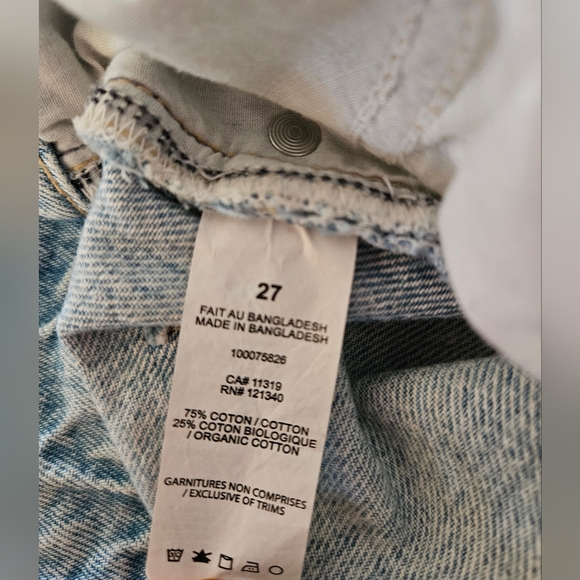 27
FAIT AU BANGLADESH
MADE IN BANGLADESH
100075826
CA# 11319
RN# 121340
75% COTON / COTTON
25% COTON BIOLOGIQUE
/ ORGANIC COTTON
GARNITURES NON COMPRISES
/ EXCLUSIVE OF TRIMS